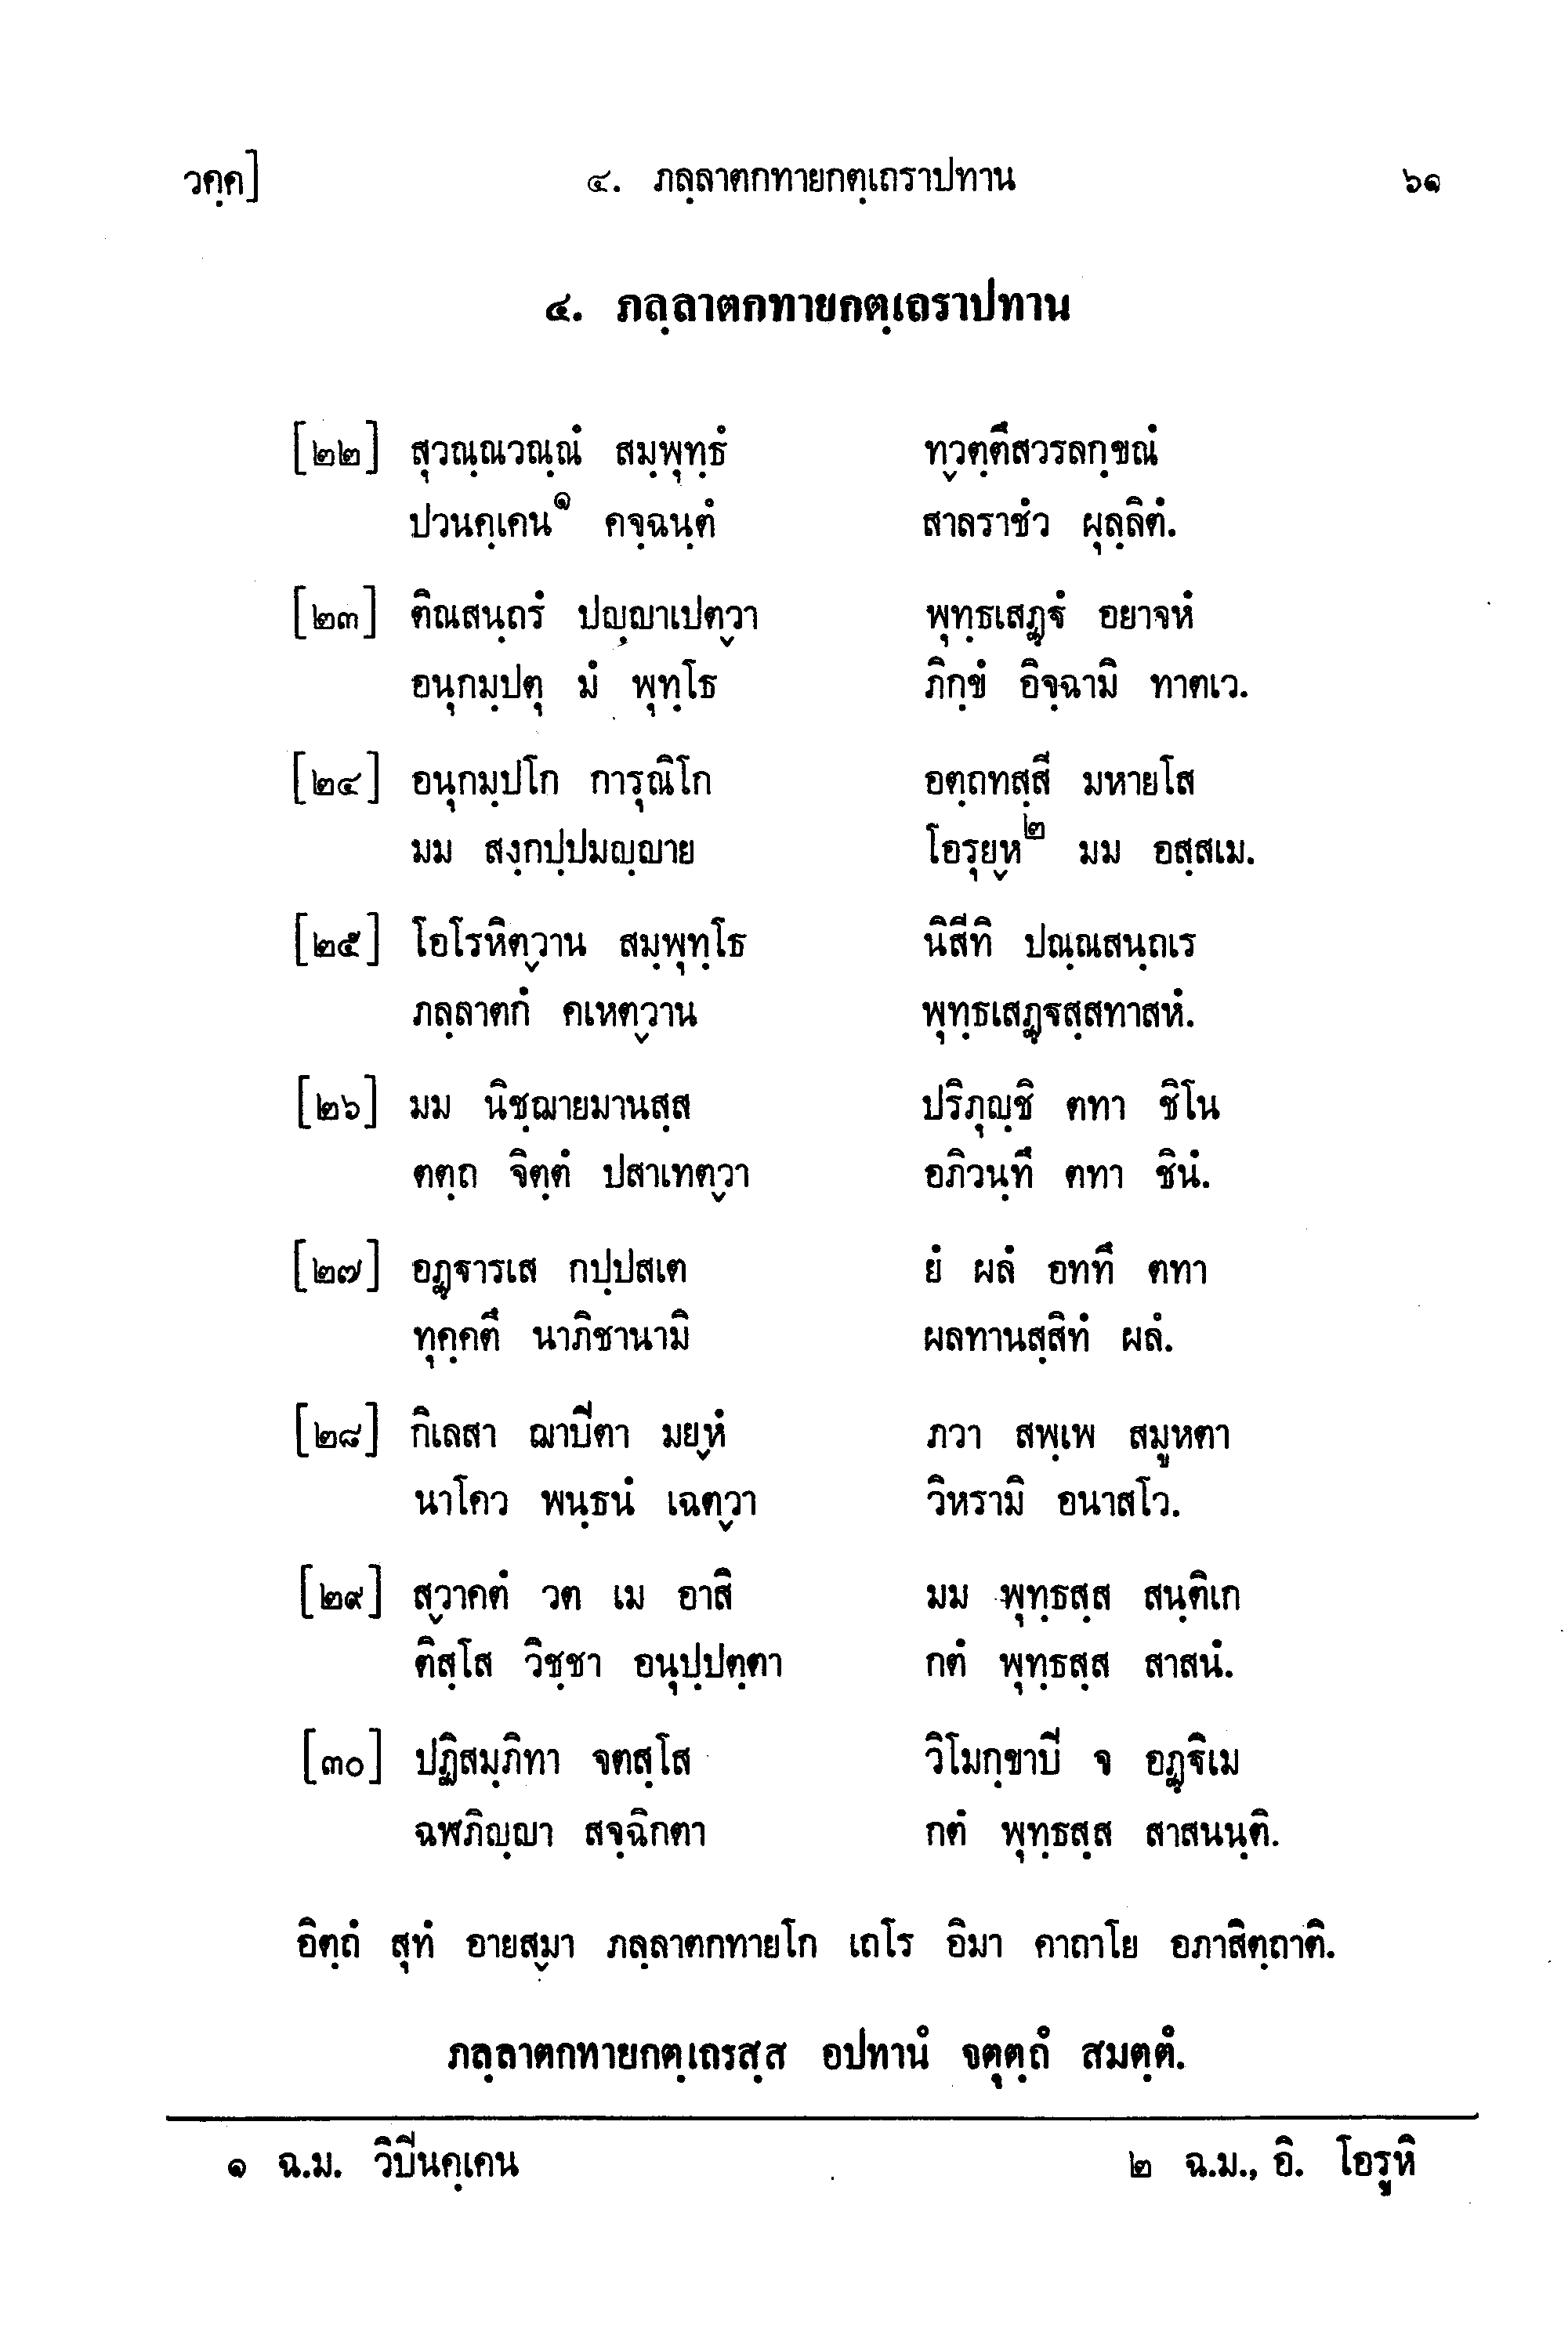 วคฺค] ๔. ภลฺลาตกทายกตฺเถราปทาน ๖๑
๔. ภลฺลาตกทายกตฺเถราปทาน
[๒๒] สุวณฺณวณฺณํ สมฺพุทฺธํ ทฺวตฺตึสวรลกฺขณํ
ปวนคฺเคน๑ คจฺฉนฺตํ สาลราชํว ผุลฺลิตํ.
[๒๓] ติณสนฺถรํ ปญฺญาเปตฺวา พุทฺธเสฏฺฐํ อยาจหํ
อนุกมฺปตุ มํ พุทฺโธ ภิกฺขํ อิจฺฉามิ ทาตเว.
[๒๔] อนุกมฺปโก การุณิโก อตฺถทสฺสี มหายโส
มม สงฺกปฺปมญฺญาย โอรุยฺห๒ มม อสฺสเม.
[๒๕] โอโรหิตฺวาน สมฺพุทฺโธ นิสีทิ ปณฺณสนฺถเร
ภลฺลาตกํ คเหตฺวาน พุทฺธเสฏฺฐสฺสทาสหํ.
[๒๖] มม นิชฺฌายมานสฺส ปริภุญฺชิ ตทา ชิโน
ตตฺถ จิตฺตํ ปสาเทตฺวา อภิวนฺทึ ตทา ชินํ.
[๒๗] อฏฺฐารเส กปฺปสเต ยํ ผลํ อททึ ตทา
ทุคฺคตึ นาภิชานามิ ผลทานสฺสิทํ ผลํ.
[๒๘] กิเลสา ฌาปิตา มยฺหํ ภวา สพฺเพ สมูหตา
นาโคว พนฺธนํ เฉตฺวา วิหรามิ อนาสโว.
[๒๙] สฺวาคตํ วต เม อาสิ มม พุทฺธสฺส สนฺติเก
ติสฺโส วิชฺชา อนุปฺปตฺตา กตํ พุทฺธสฺส สาสนํ.
[๓๐] ปฏิสมฺภิทา จตสฺโส วิโมกฺขาปิ จ อฏฺฐิเม
ฉฬภิญฺญา สจฺฉิกตา กตํ พุทฺธสฺส สาสนนฺติ.
อิตฺถํ สุทํ อายสฺมา ภลฺลาตกทายโก เถโร อิมา คาถาโย อภาสิตฺถาติ.
ภลฺลาตกทายกตฺเถรสฺส อปทานํ จตุตฺถํ สมตฺตํ.
๑ ฉ.ม. วิปินคฺเคน ๒ ฉ.ม., อิ. โอรูหิ